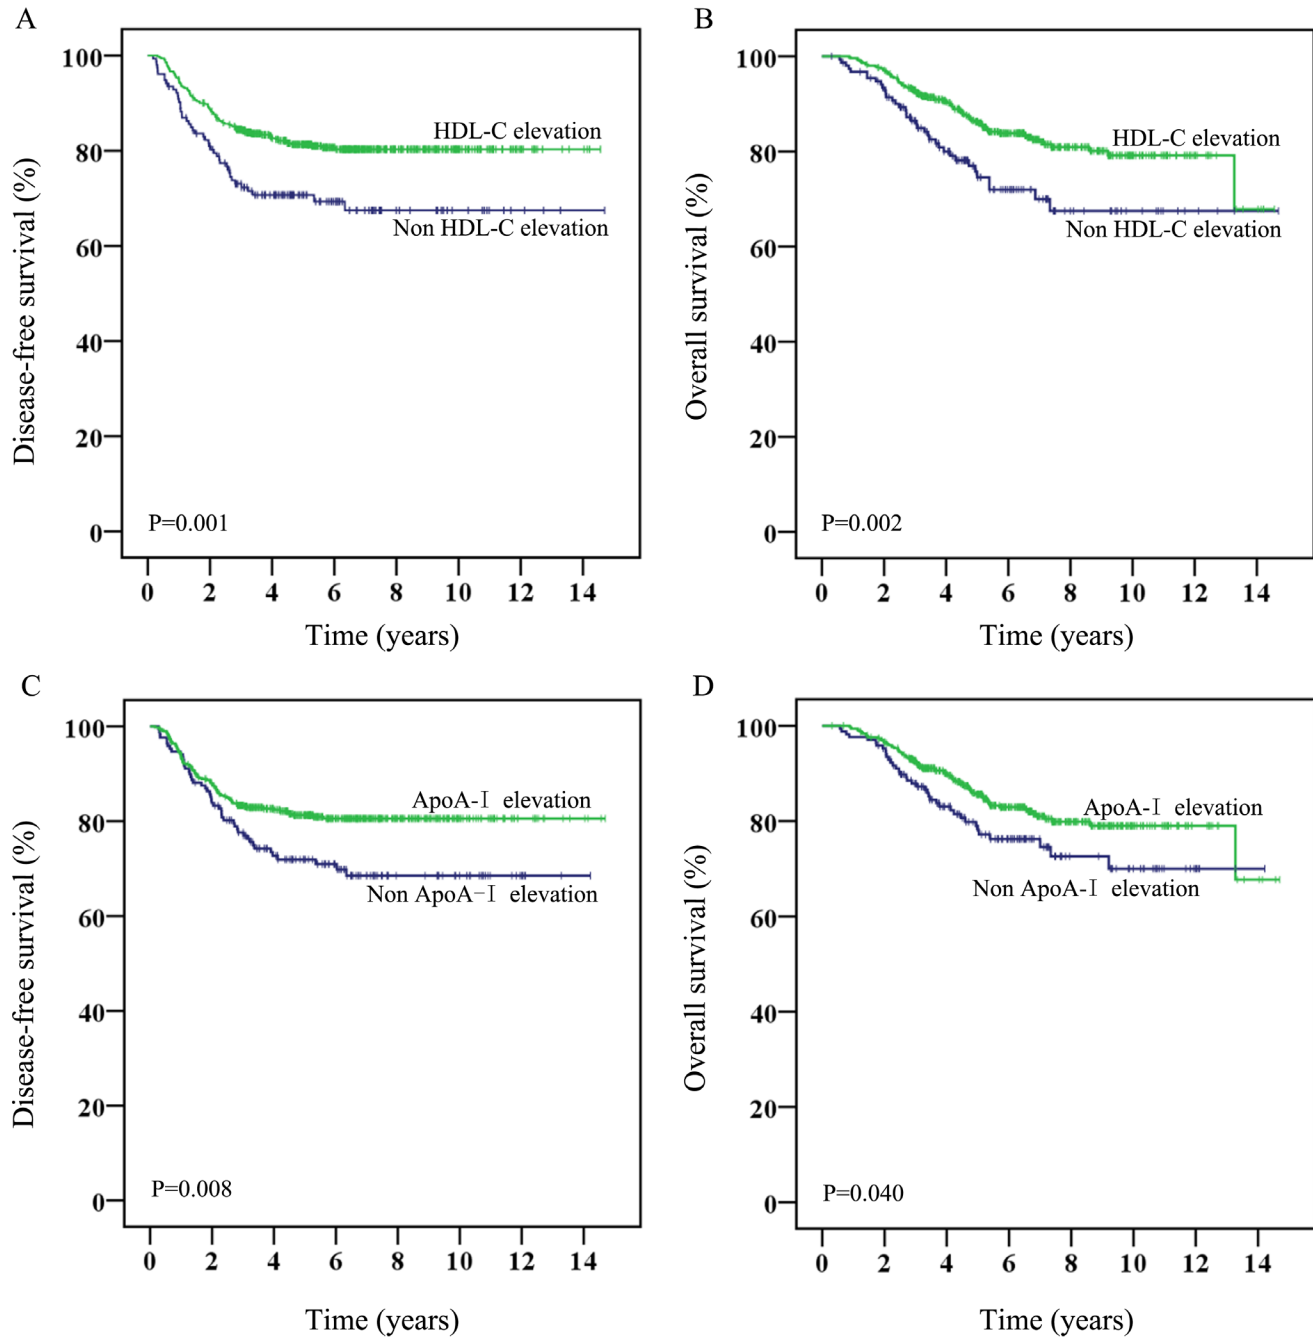 A
Disease-free survival (%)
100
80
60
40
20
0
HDL-C elevation
Non HDL-C elevation
P=0.001
0 2 4 6 8 10 12 14
Time (years)
B
Overall survival (%)
100
80
60
40
20
0
HDL-C elevation
Non HDL-C elevation
P=0.002
0 2 4 6 8 10 12 14
Time (years)
C
Disease-free survival (%)
100
80
60
40
20
0
ApoA-Ⅰ elevation
Non ApoA-Ⅰ elevation
P=0.008
0 2 4 6 8 10 12 14
Time (years)
D
Overall survival (%)
100
80
60
40
20
0
ApoA-Ⅰ elevation
Non ApoA-Ⅰ elevation
P=0.040
0 2 4 6 8 10 12 14
Time (years)